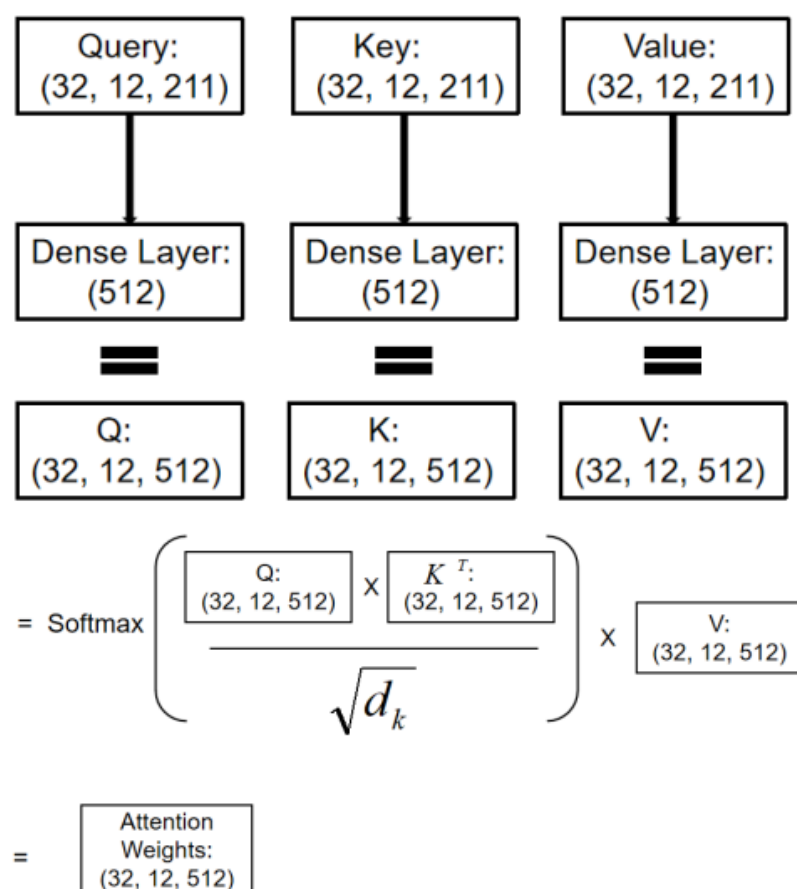 Query:
(32, 12, 211)
Key:
(32, 12, 211)
Value:
(32, 12, 211)
Dense Layer:
(512)
Dense Layer:
(512)
Dense Layer:
(512)
=
=
=
Q:
(32, 12, 512)
K:
(32, 12, 512)
V:
(32, 12, 512)
= Softmax
(
Q:
(32, 12, 512)
X
K^T:
(32, 12, 512)
√d_k
)
X
V:
(32, 12, 512)
=
Attention
Weights:
(32, 12, 512)